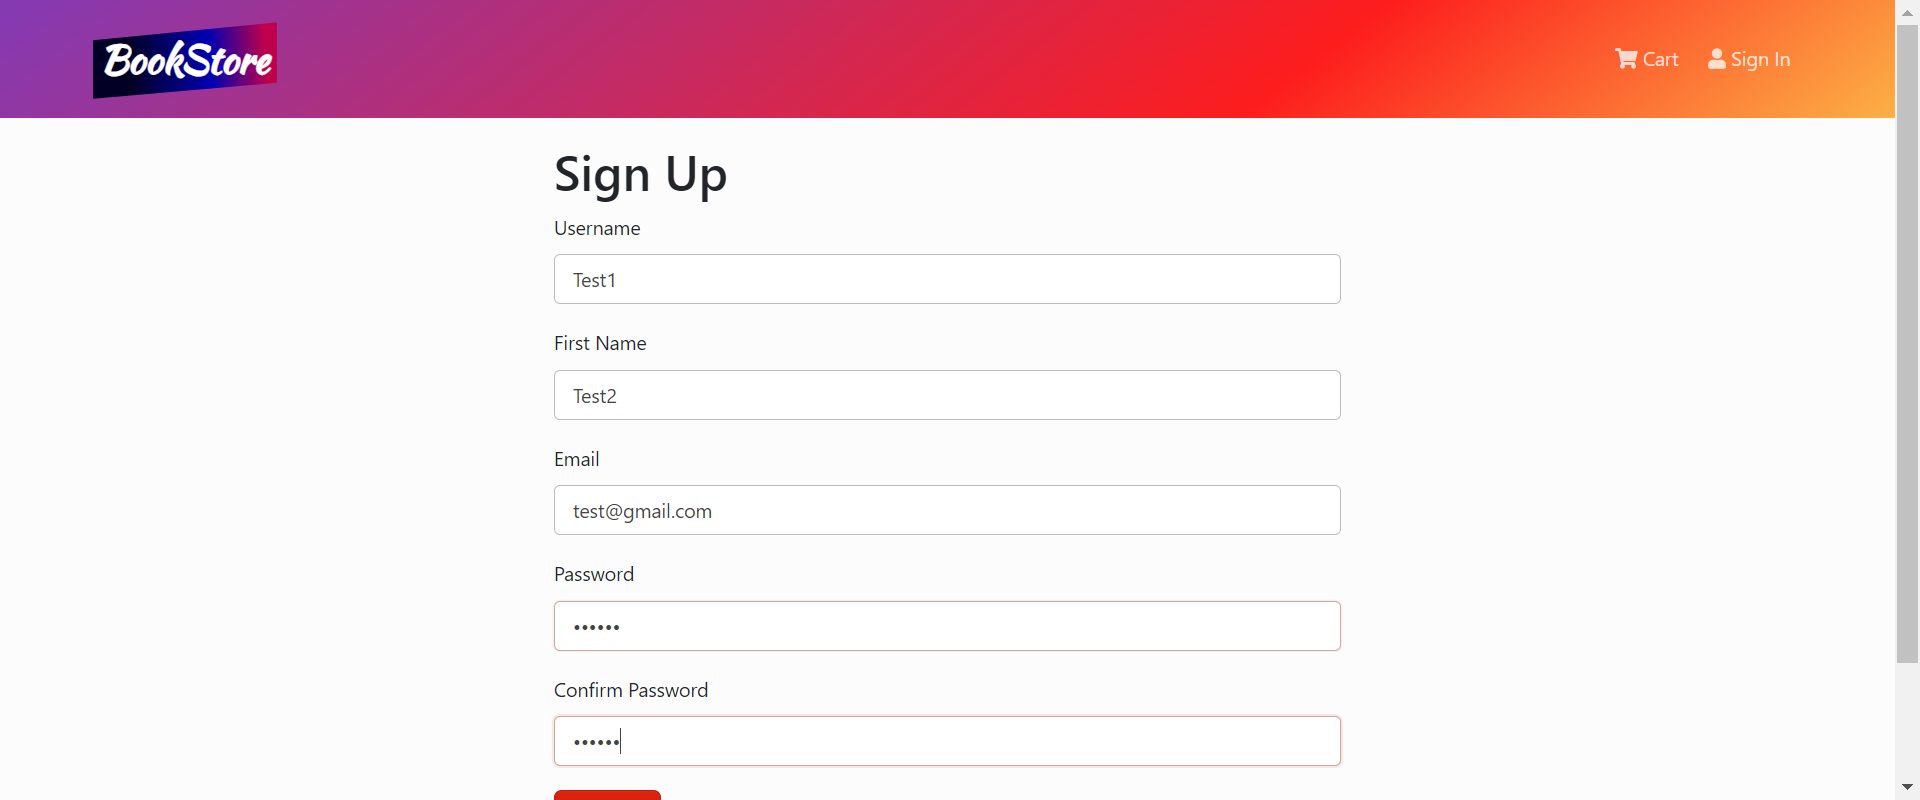 BookStore
Cart Sign In
Sign Up
Username
Test1
First Name
Test2
Email
test@gmail.com
Password
••••••
Confirm Password
••••••